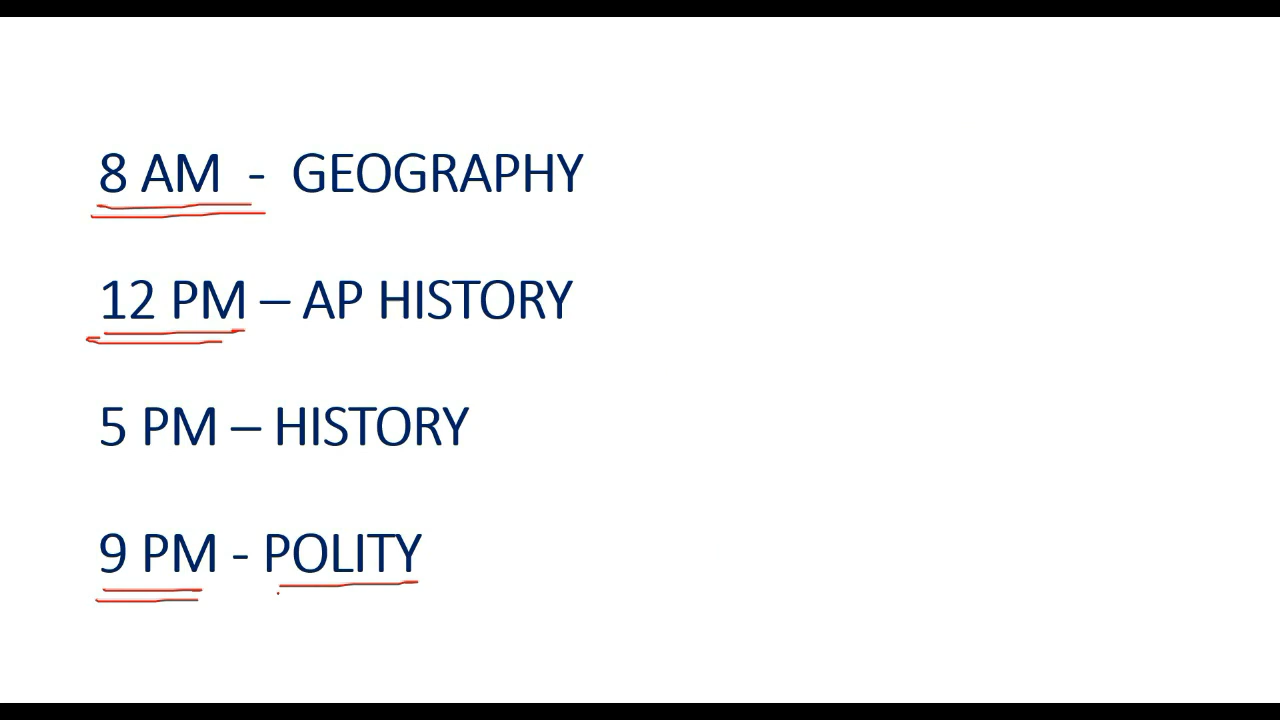 8 AM - GEOGRAPHY
12 PM – AP HISTORY
5 PM – HISTORY
9 PM - POLITY